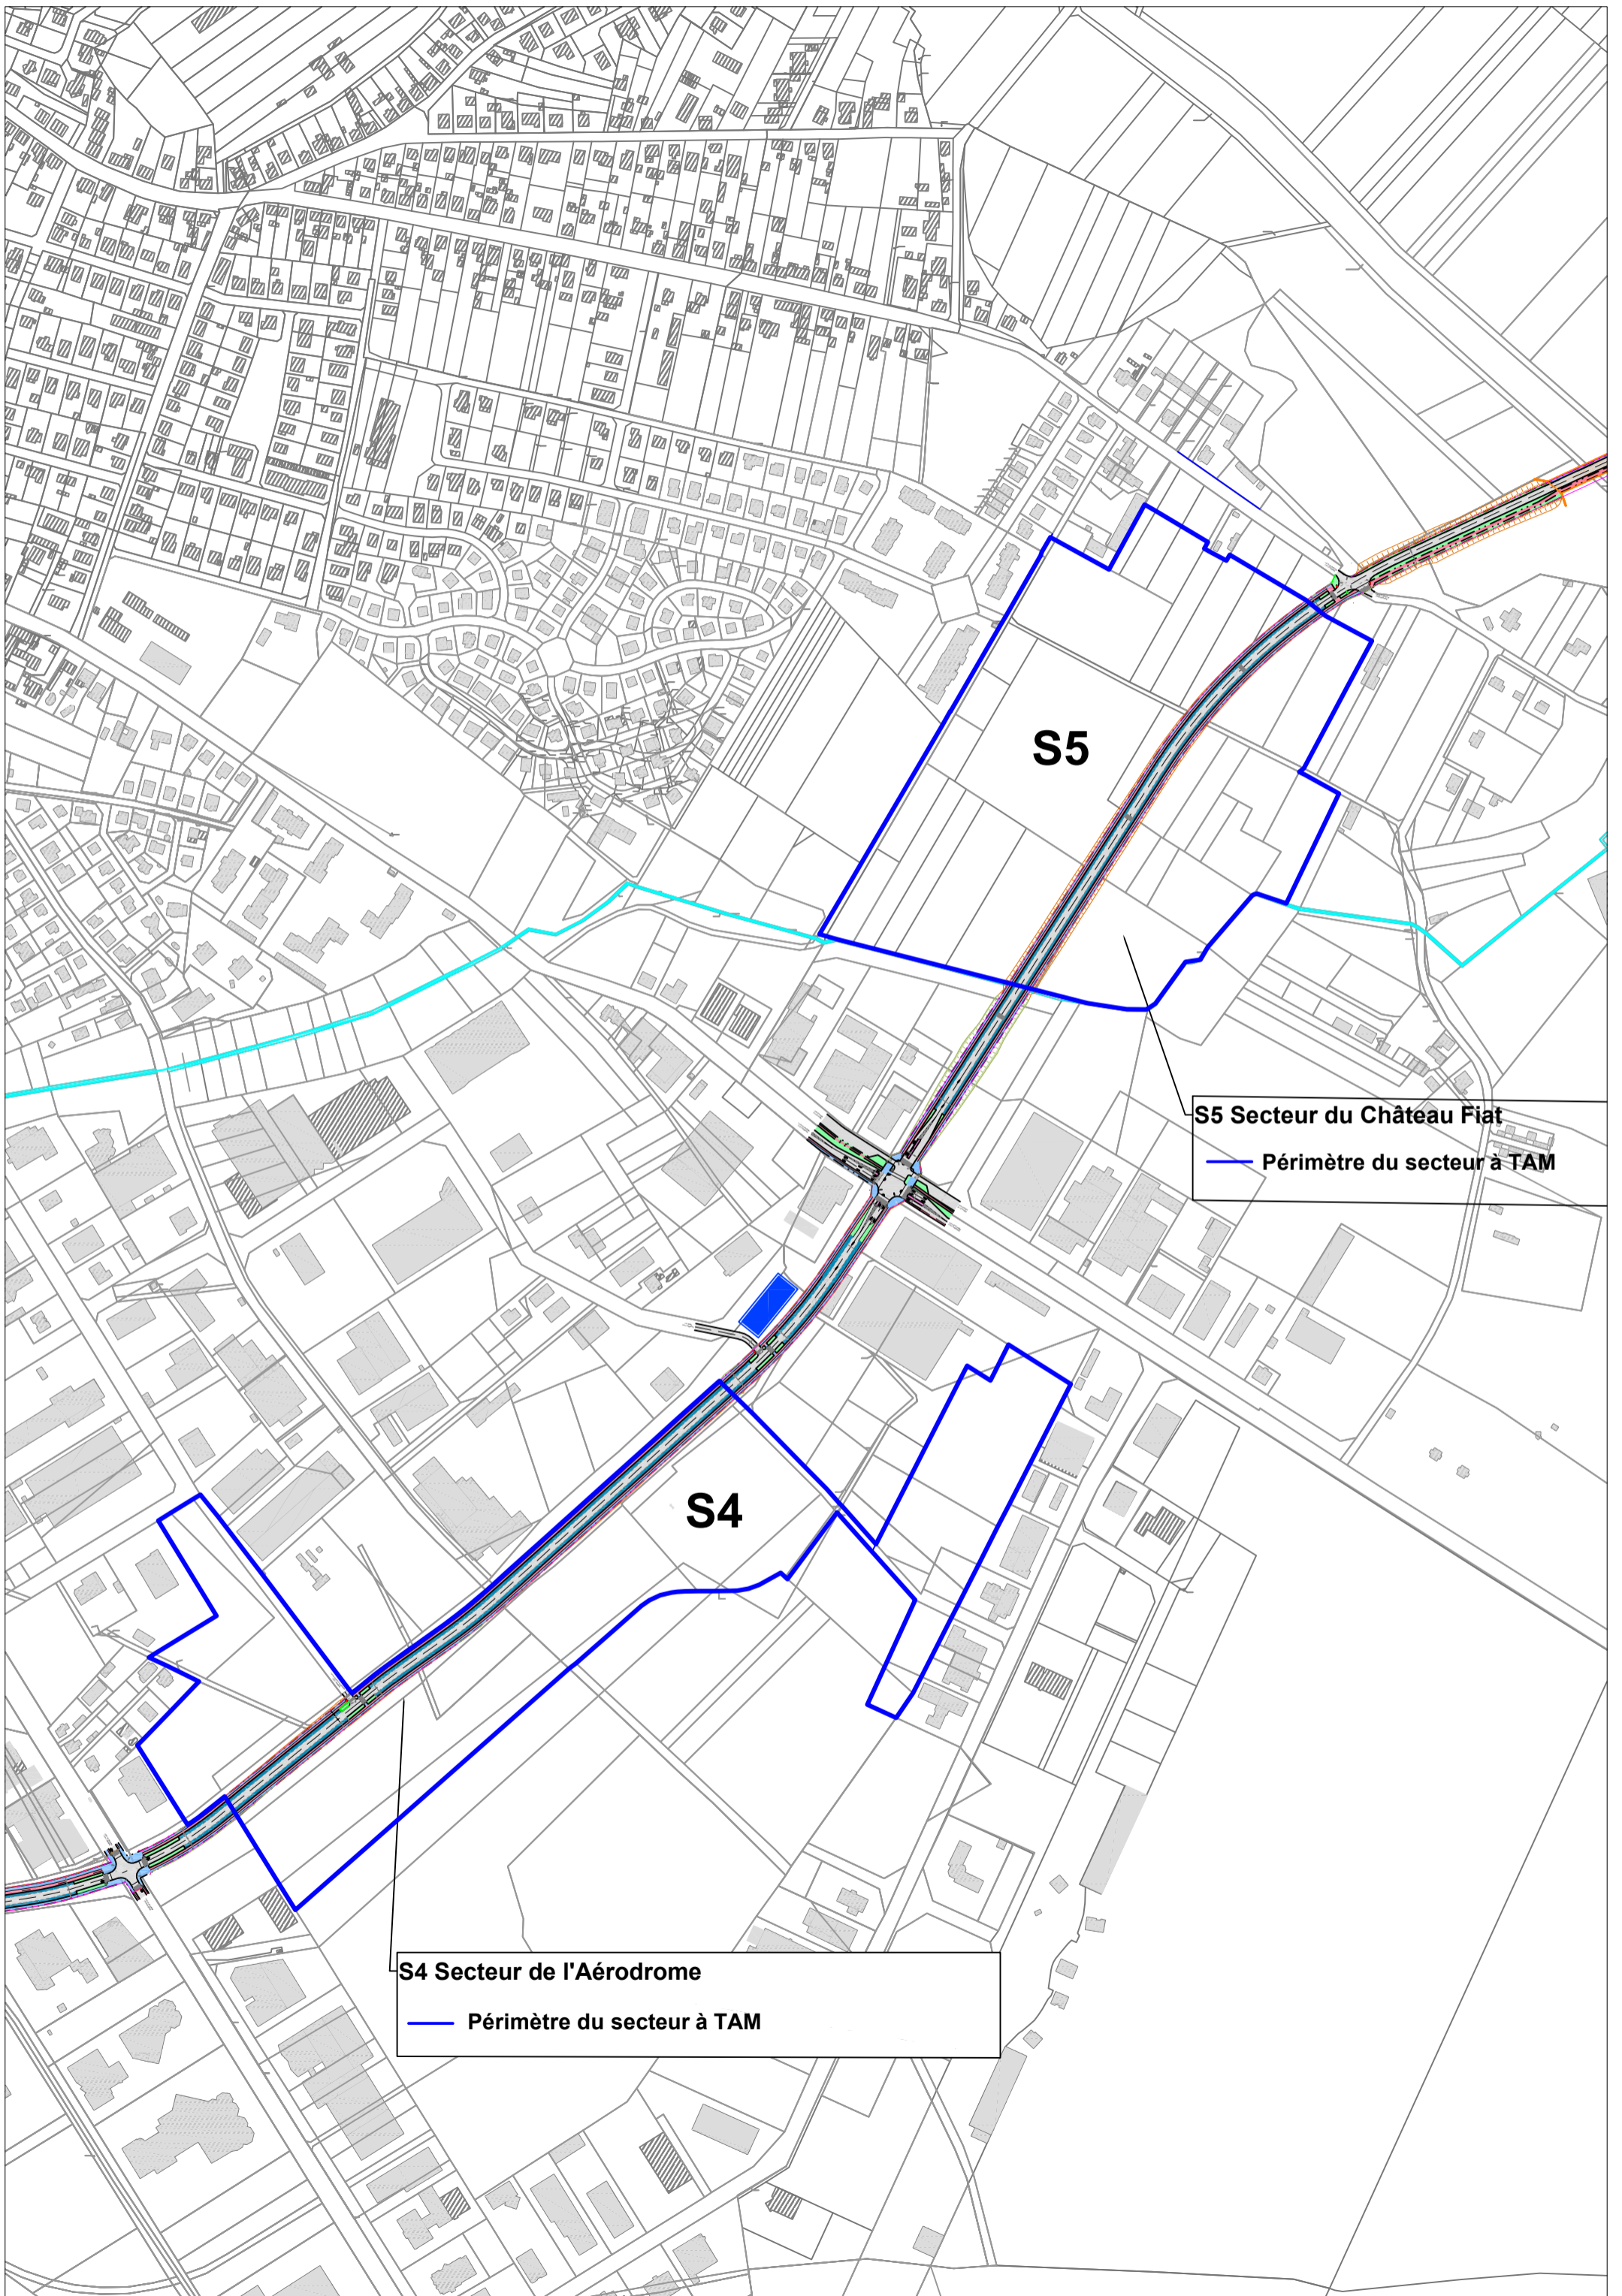 S5
S5 Secteur du Château Fiat
Périmètre du secteur à TAM
S4
S4 Secteur de l'Aérodrome
Périmètre du secteur à TAM